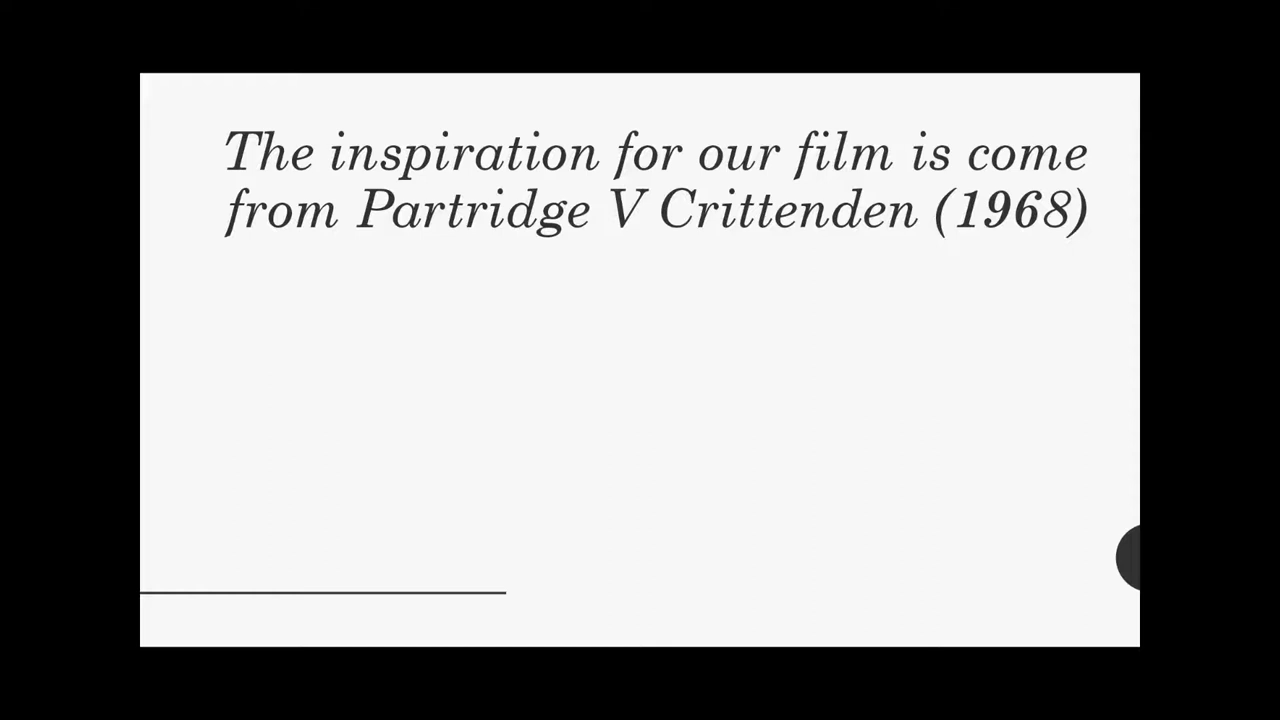 The inspiration for our film is come
from Partridge V Crittenden (1968)